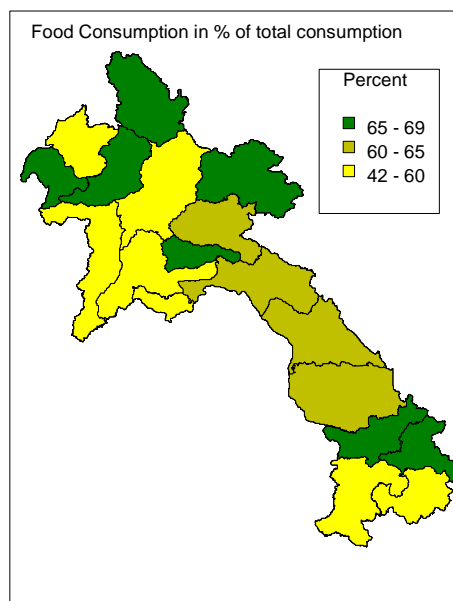 Food Consumption in % of total consumption
Percent
65 - 69
60 - 65
42 - 60